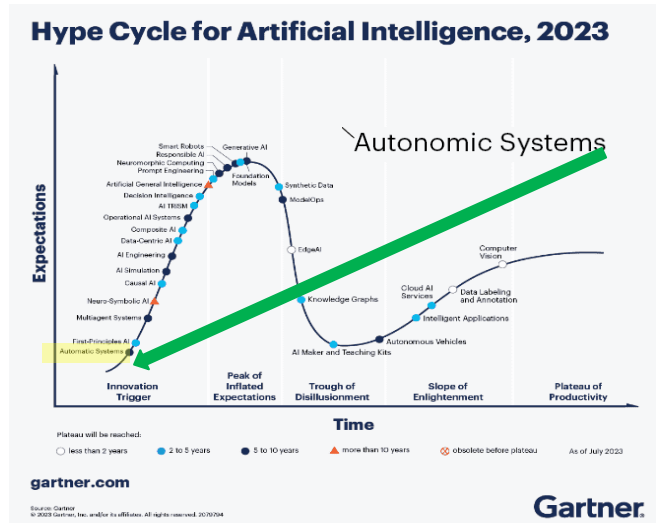 Hype Cycle for Artificial Intelligence, 2023
Autonomic Systems
Expectations
Smart Robots
Responsible AI
Neuromorphic Computing
Prompt Engineering
Artificial General Intelligence
Decision Intelligence
AI TRiSM
Operational AI Systems
Composite AI
Data-Centric AI
AI Engineering
AI Simulation
Causal AI
Neuro-Symbolic AI
Multiagent Systems
First-Principles AI
Automatic Systems
Generative AI
Foundation
Models
Synthetic Data
ModelOps
EdgeAI
Knowledge Graphs
AI Maker and Teaching Kits
Autonomous Vehicles
Intelligent Applications
Cloud AI
Services
Data Labeling
and Annotation
Computer
Vision
Innovation
Trigger
Peak of
Inflated
Expectations
Trough of
Disillusionment
Slope of
Enlightenment
Plateau of
Productivity
Time
Plateau will be reached:
less than 2 years
2 to 5 years
5 to 10 years
more than 10 years
obsolete before plateau
As of July 2023
gartner.com
Source: Gartner
© 2023 Gartner, Inc. and/or its affiliates. All rights reserved. 2079794
Gartner.